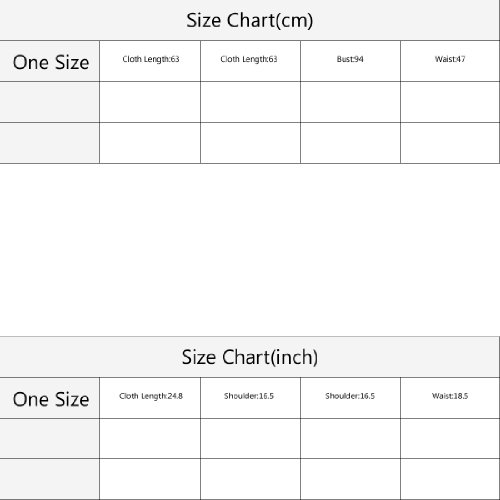 Size Chart(cm)
One Size Cloth Length:63 Cloth Length:63 Bust:94 Waist:47
Size Chart(inch)
One Size Cloth Length:24.8 Shoulder:16.5 Shoulder:16.5 Waist:18.5